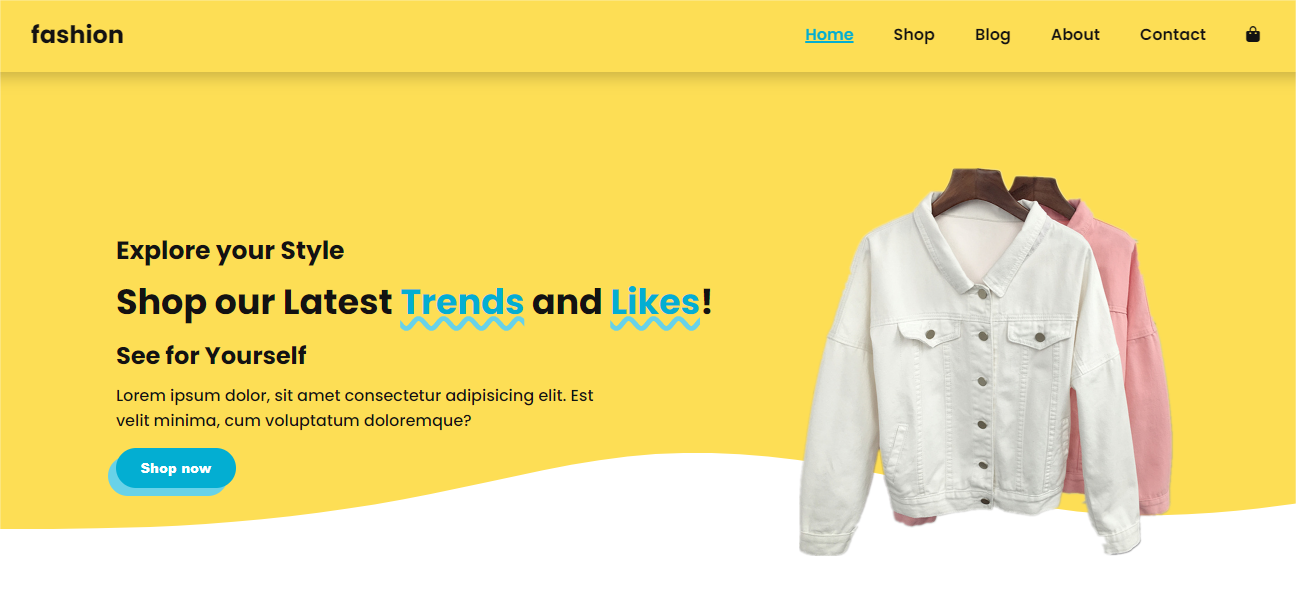 fashion
Home Shop Blog About Contact
Explore your Style
Shop our Latest Trends and Likes!
See for Yourself
Lorem ipsum dolor, sit amet consectetur adipisicing elit. Est
velit minima, cum voluptatum doloremque?
Shop now